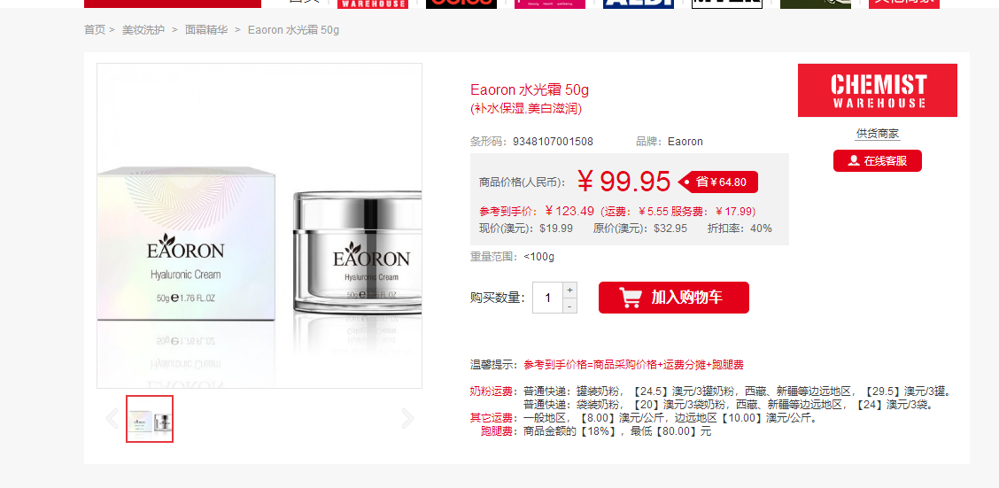 WAREHOUSE
beauty health wellbeing
首页 > 美妆洗护 > 面霜精华 > Eaoron 水光霜 50g
EAORON
Hyaluronic Cream
50g e 1.76 FL.OZ
EAORON
Hyaluronic Cream
50g e 1.76 FL.OZ
Eaoron 水光霜 50g
(补水保湿,美白滋润)
条形码：9348107001508 品牌：Eaoron
商品价格(人民币)： ¥ 99.95 省 ¥ 64.80
参考到手价：¥ 123.49 (运费：¥ 5.55 服务费：¥ 17.99)
现价(澳元)：$19.99 原价(澳元)：$32.95 折扣率：40%
重量范围：<100g
购买数量： 1 + - 加入购物车
CHEMIST
WAREHOUSE
供货商家
在线客服
温馨提示：参考到手价格=商品采购价格+运费分摊+跑腿费
奶粉运费：普通快递：罐装奶粉，【24.5】澳元/3罐奶粉，西藏、新疆等边远地区，【29.5】澳元/3罐。
普通快递：袋装奶粉，【20】澳元/3袋奶粉，西藏、新疆等边远地区，【24】澳元/3袋。
其它运费：一般地区，【8.00】澳元/公斤，边远地区【10.00】澳元/公斤。
跑腿费：商品金额的【18%】，最低【80.00】元